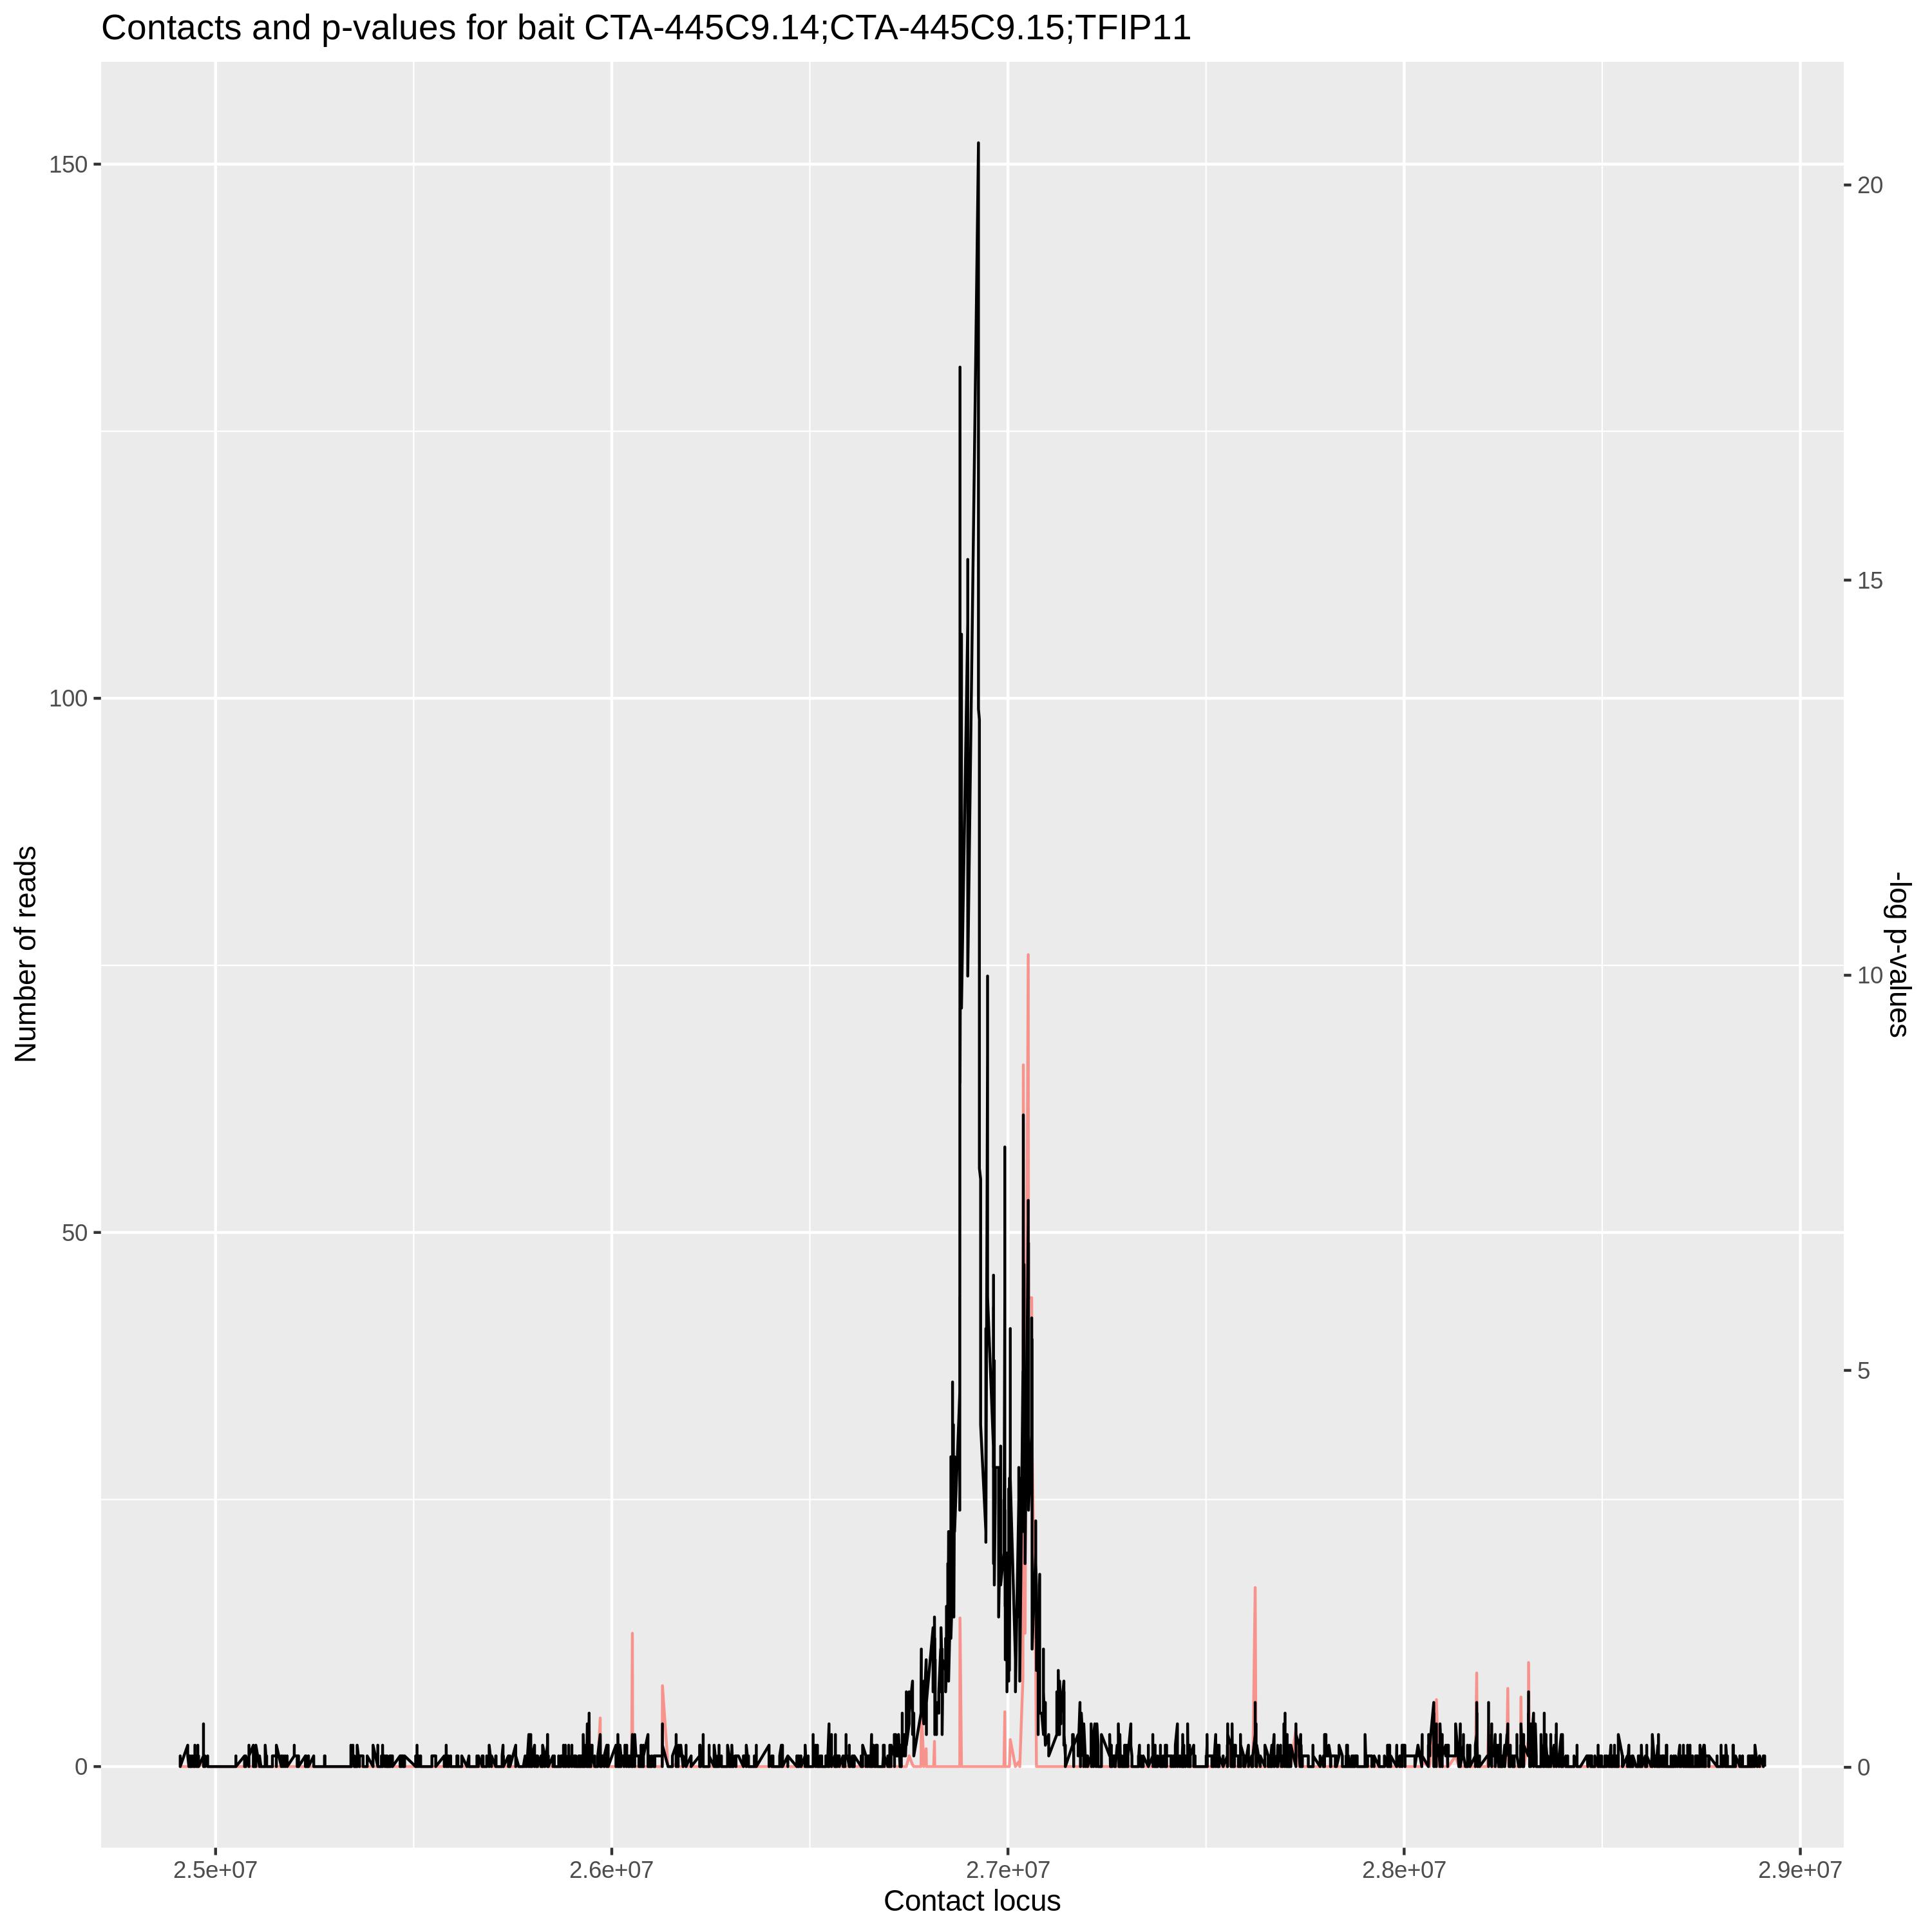 Contacts and p-values for bait CTA-445C9.14;CTA-445C9.15;TFIP11
150
100
50
0
Number of reads
20
15
10
5
0
-log p-values
2.5e+07
2.6e+07
2.7e+07
2.8e+07
2.9e+07
Contact locus